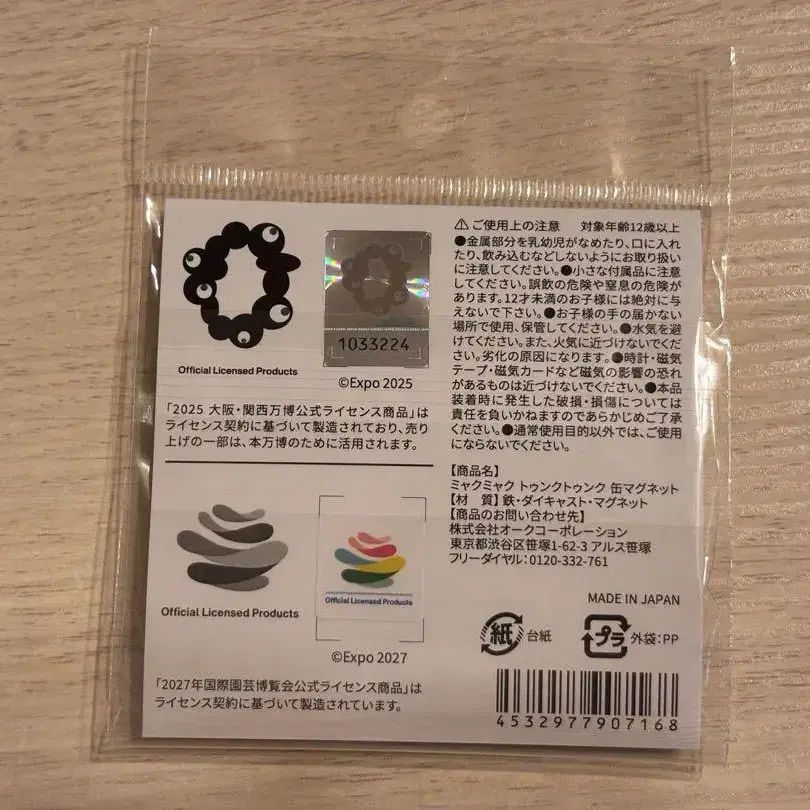 Official Licensed Products
1033224
©Expo 2025
「2025 大阪・関西万博公式ライセンス商品」は
ライセンス契約に基づいて製造されており、売り
上げの一部は、本万博のために活用されます。
Official Licensed Products
Official Licensed Products
©Expo 2027
「2027年国際園芸博覧会公式ライセンス商品」は
ライセンス契約に基づいて製造されています。
⚠ご使用上の注意 対象年齢12歳以上
●金属部分を乳幼児がなめたり、口に入れ
たり、飲み込むなどしないようにお取り扱い
に注意してください。●小さな付属品に注意
してください。誤飲の危険や窒息の危険が
あります。12才未満のお子様には絶対に与
えないで下さい。●お子様の手の届かない
場所で使用、保管してください。●水気を避
けてください。また、火気に近づけないでくだ
さい。劣化の原因になります。●時計・磁気
テープ・磁気カードなど磁気の影響の恐れ
があるものは近づけないでください。●本品
装着時に発生した破損・損傷については
責任を負いかねますのであらかじめご了承
ください。●通常使用目的以外では、ご使用
にならないでください。
【商品名】
ミャクミャク トゥンクトゥンク 缶マグネット
【材 質】鉄・ダイキャスト・マグネット
【商品のお問い合わせ先】
株式会社オークコーポレーション
東京都渋谷区笹塚1-62-3 アルス笹塚
フリーダイヤル:0120-332-761
MADE IN JAPAN
紙 台紙
プラ 外袋:PP
4532977907168